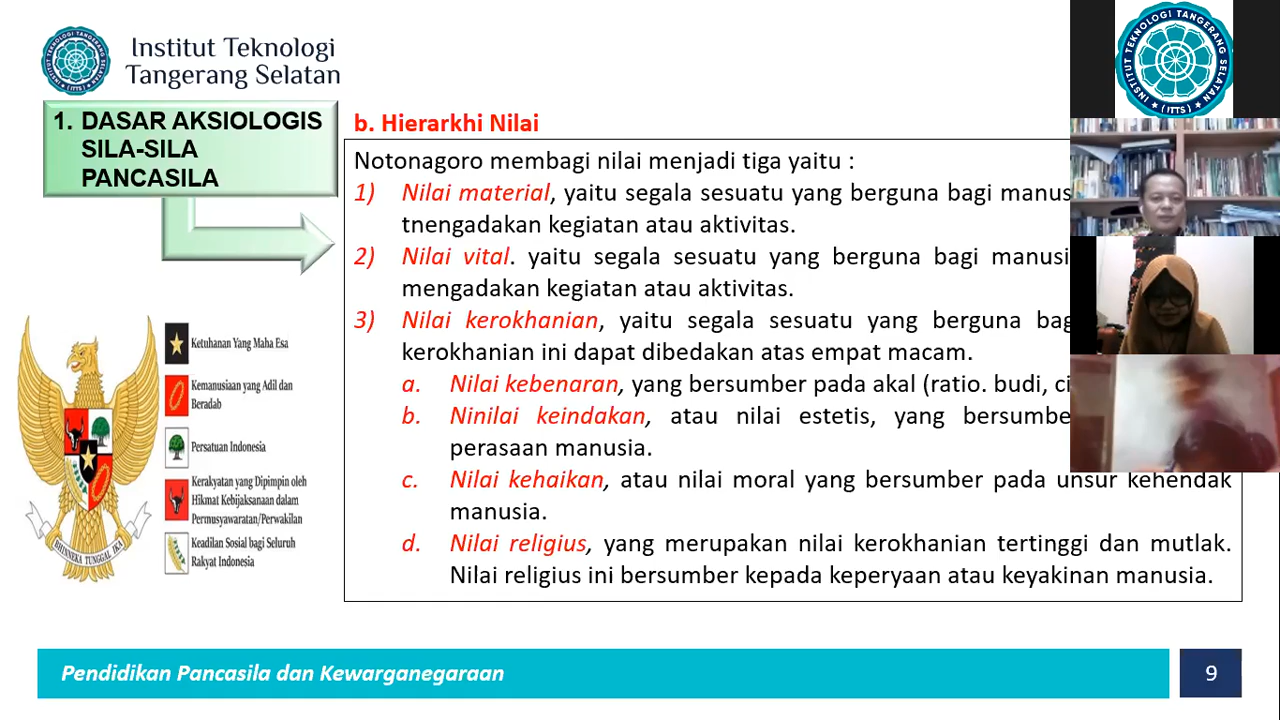 Institut Teknologi
Tangerang Selatan
1. DASAR AKSIOLOGIS
SILA-SILA
PANCASILA
b. Hierarkhi Nilai
Notonagoro membagi nilai menjadi tiga yaitu :
1) Nilai material, yaitu segala sesuatu yang berguna bagi manus
tnengadakan kegiatan atau aktivitas.
2) Nilai vital. yaitu segala sesuatu yang berguna bagi manusi
mengadakan kegiatan atau aktivitas.
3) Nilai kerokhanian, yaitu segala sesuatu yang berguna bag
kerokhanian ini dapat dibedakan atas empat macam.
a. Nilai kebenaran, yang bersumber pada akal (ratio. budi, ci
b. Ninilai keindakan, atau nilai estetis, yang bersumbe
perasaan manusia.
c. Nilai kehaikan, atau nilai moral yang bersumber pada unsur kehendak
manusia.
d. Nilai religius, yang merupakan nilai kerokhanian tertinggi dan mutlak.
Nilai religius ini bersumber kepada keperyaan atau keyakinan manusia.
Ketuhanan Yang Maha Esa
Kemanusiaan yang Adil dan
Beradab
Persatuan Indonesia
Kerakyatan yang Dipimpin oleh
Hikmat Kebijaksanaan dalam
Permusyawaratan/Perwakilan
Keadilan Sosial bagi Seluruh
Rakyat Indonesia
BHINNEKA TUNGGAL IKA
INSTITUT TEKNOLOGI TANGERANG SELATAN
(ITTS)
Pendidikan Pancasila dan Kewarganegaraan
9